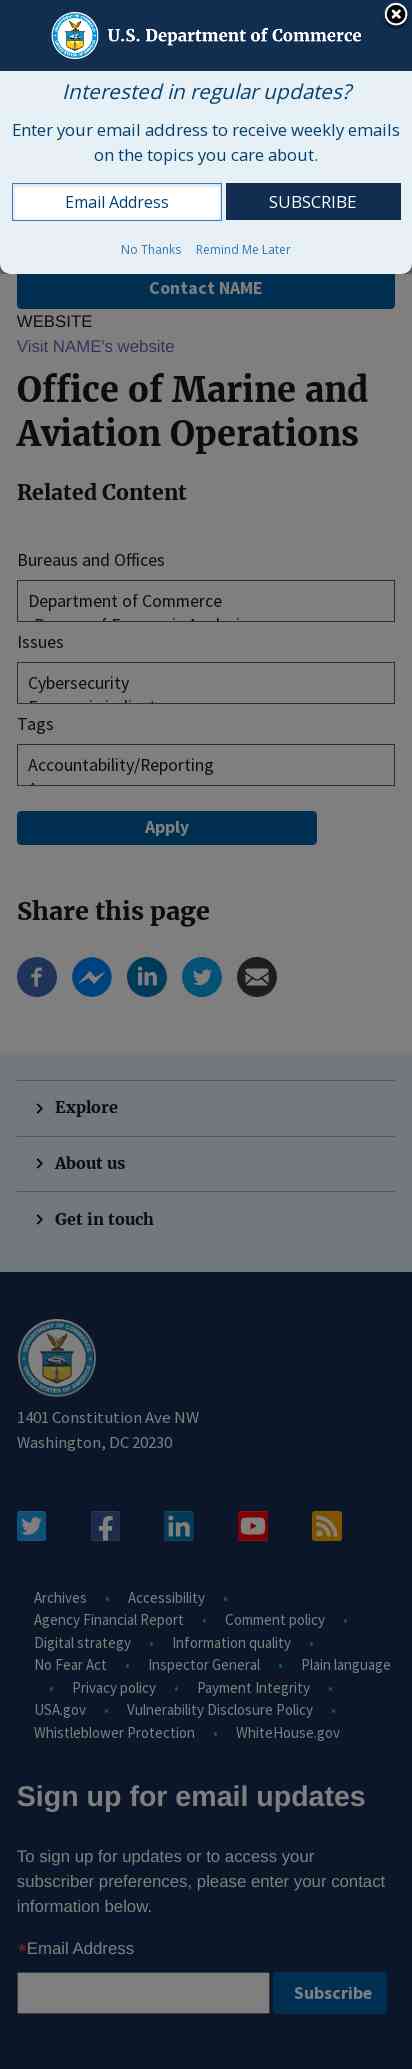 U.S. Department of Commerce
Interested in regular updates?
Enter your email address to receive weekly emails
on the topics you care about.
Email Address
SUBSCRIBE
No Thanks
Remind Me Later
Contact NAME
WEBSITE
Visit NAME's website
Office of Marine and
Aviation Operations
Related Content
Bureaus and Offices
Department of Commerce
Issues
Cybersecurity
Tags
Accountability/Reporting
Apply
Share this page
Explore
About us
Get in touch
1401 Constitution Ave NW
Washington, DC 20230
Archives • Accessibility •
Agency Financial Report • Comment policy •
Digital strategy • Information quality •
No Fear Act • Inspector General • Plain language
• Privacy policy • Payment Integrity •
USA.gov • Vulnerability Disclosure Policy •
Whistleblower Protection • WhiteHouse.gov
Sign up for email updates
To sign up for updates or to access your
subscriber preferences, please enter your contact
information below.
*Email Address
Subscribe